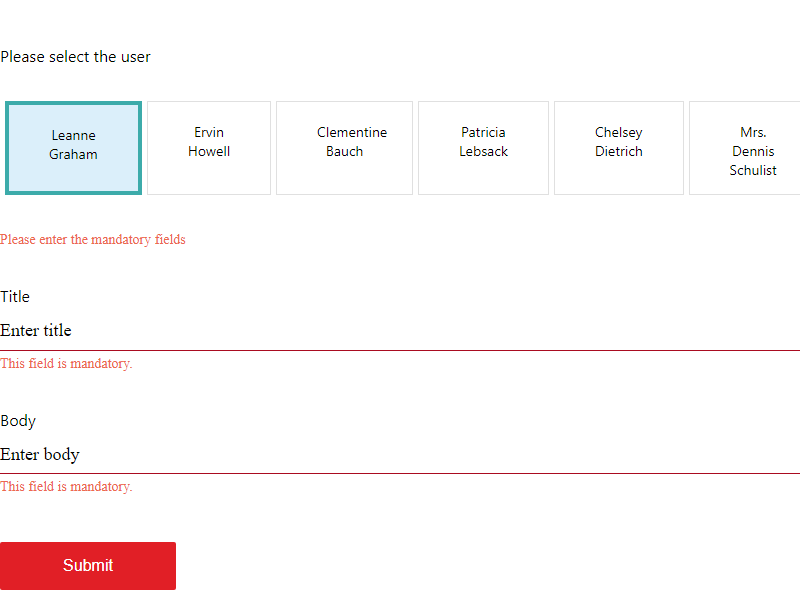 Please select the user
Leanne
Graham
Ervin
Howell
Clementine
Bauch
Patricia
Lebsack
Chelsey
Dietrich
Mrs.
Dennis
Schulist
Please enter the mandatory fields
Title
Enter title
This field is mandatory.
Body
Enter body
This field is mandatory.
Submit